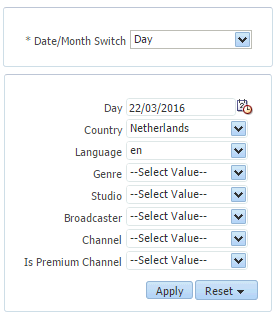 * Date/Month Switch Day
Day 22/03/2016
Country Netherlands
Language en
Genre --Select Value--
Studio --Select Value--
Broadcaster --Select Value--
Channel --Select Value--
Is Premium Channel --Select Value--
Apply Reset